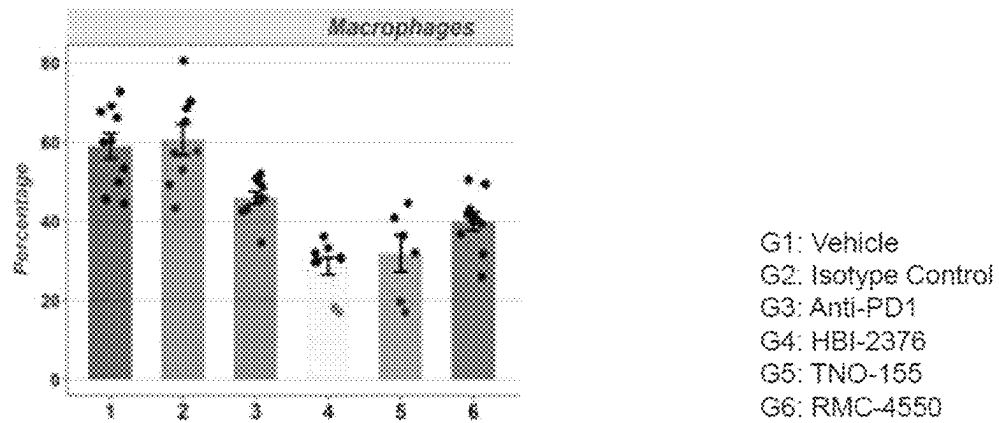 Macrophages
Percentage
80
60
40
20
0
1 2 3 4 5 6
G1: Vehicle
G2: Isotype Control
G3: Anti-PD1
G4: HBI-2376
G5: TNO-155
G6: RMC-4550